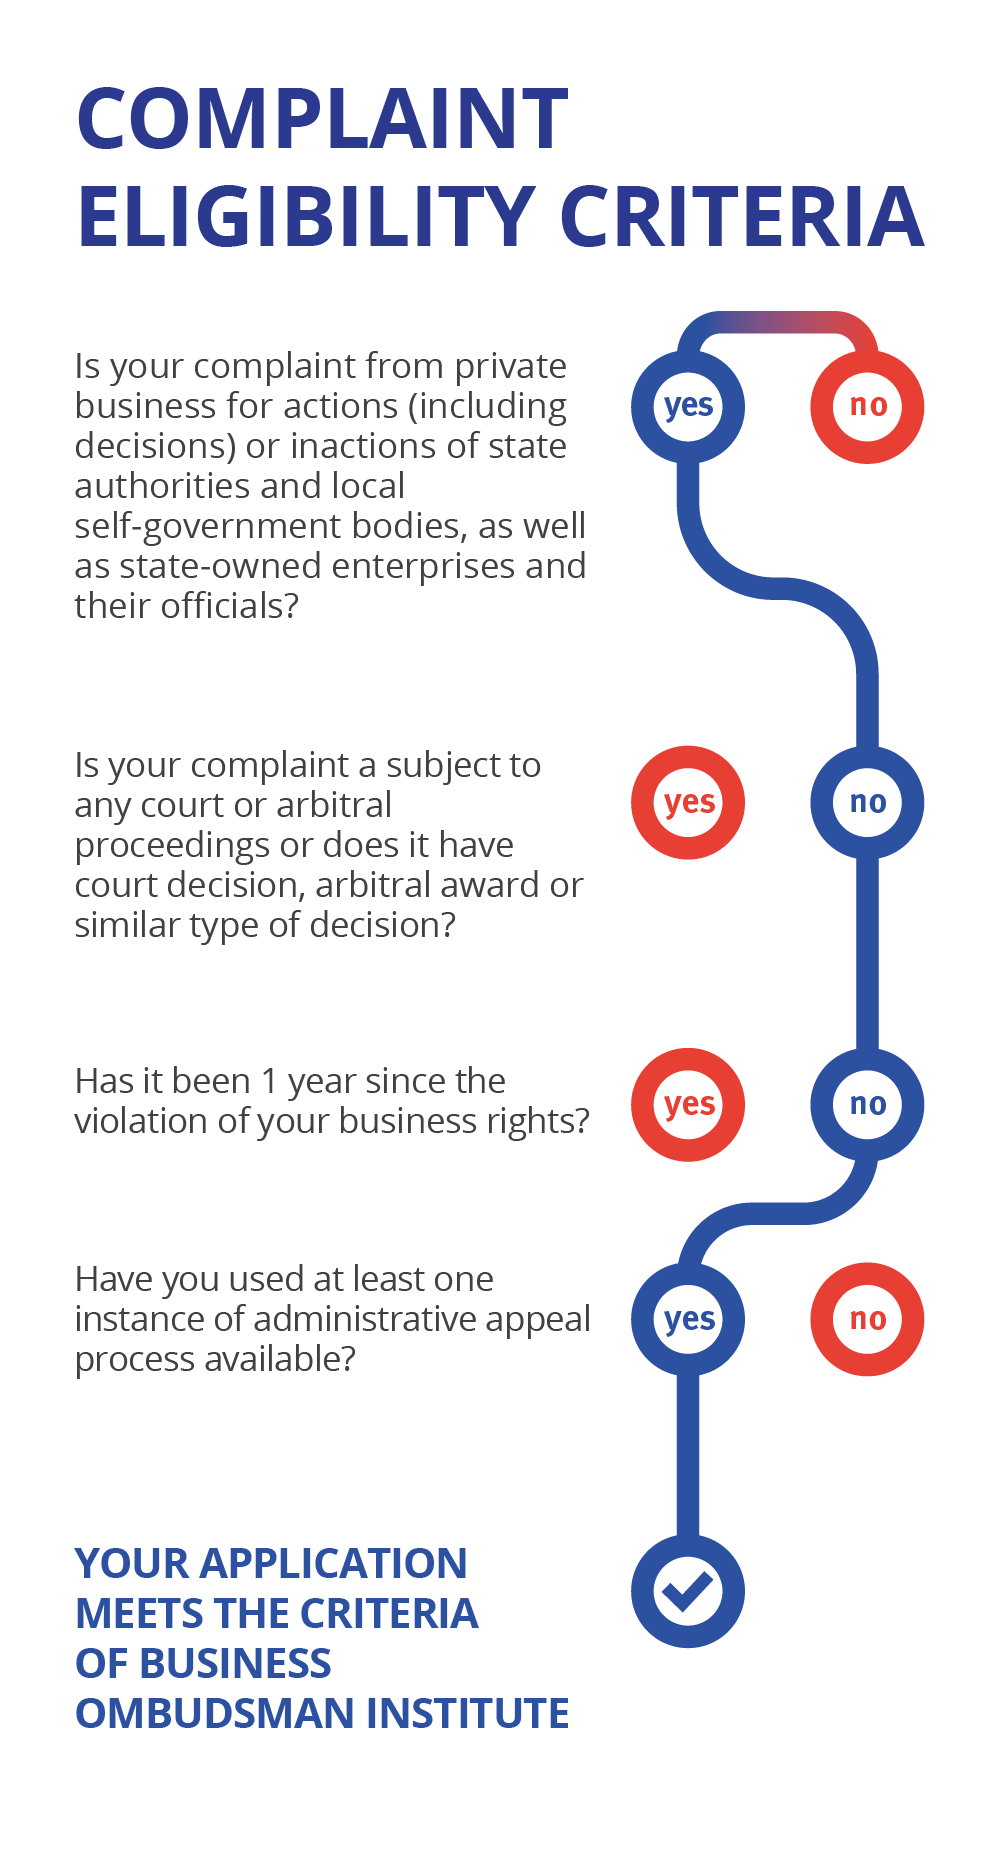 COMPLAINT
ELIGIBILITY CRITERIA
Is your complaint from private
business for actions (including
decisions) or inactions of state
authorities and local
self-government bodies, as well
as state-owned enterprises and
their officials?
yes
no
Is your complaint a subject to
any court or arbitral
proceedings or does it have
court decision, arbitral award or
similar type of decision?
yes
no
Has it been 1 year since the
violation of your business rights?
yes
no
Have you used at least one
instance of administrative appeal
process available?
yes
no
YOUR APPLICATION
MEETS THE CRITERIA
OF BUSINESS
OMBUDSMAN INSTITUTE